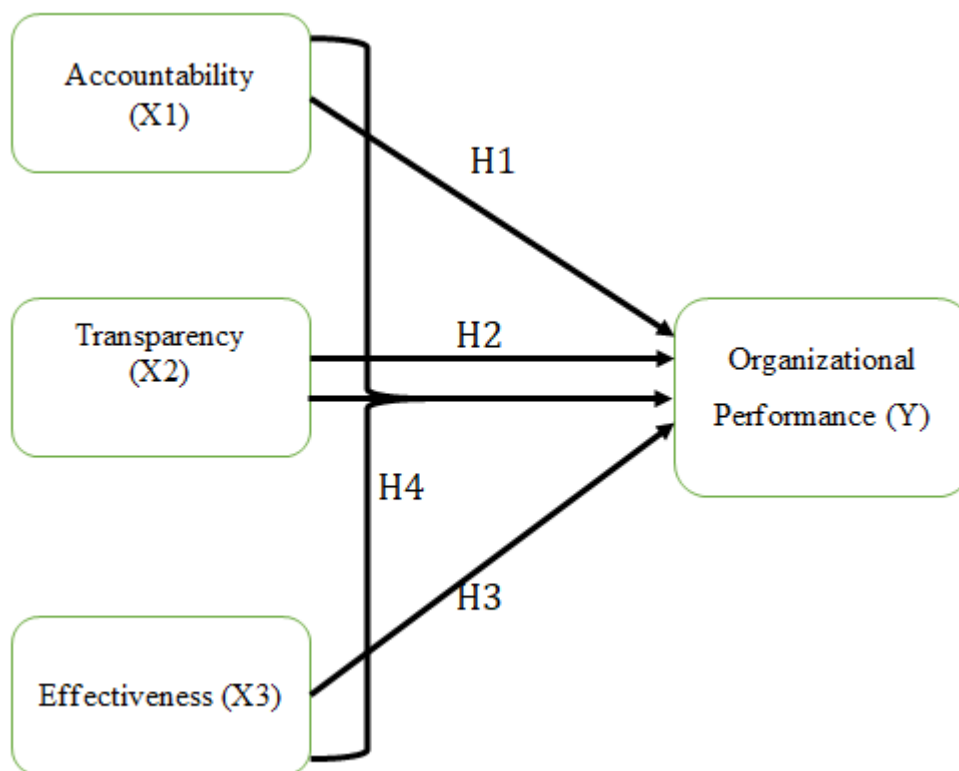 Accountability
(X1)
H1
Transparency
(X2)
H2
Organizational
Performance (Y)
H4
H3
Effectiveness (X3)